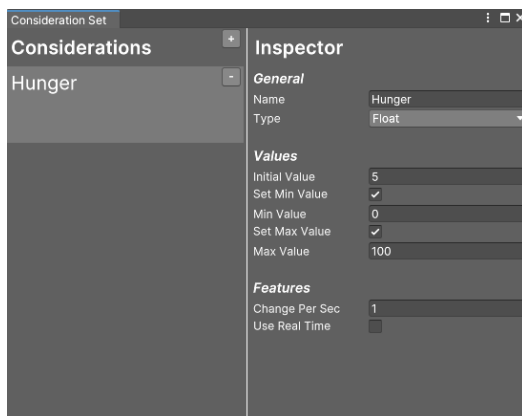 Consideration Set
Considerations
+
Hunger
-
Inspector
General
Name Hunger
Type Float
Values
Initial Value 5
Set Min Value
Min Value 0
Set Max Value
Max Value 100
Features
Change Per Sec 1
Use Real Time